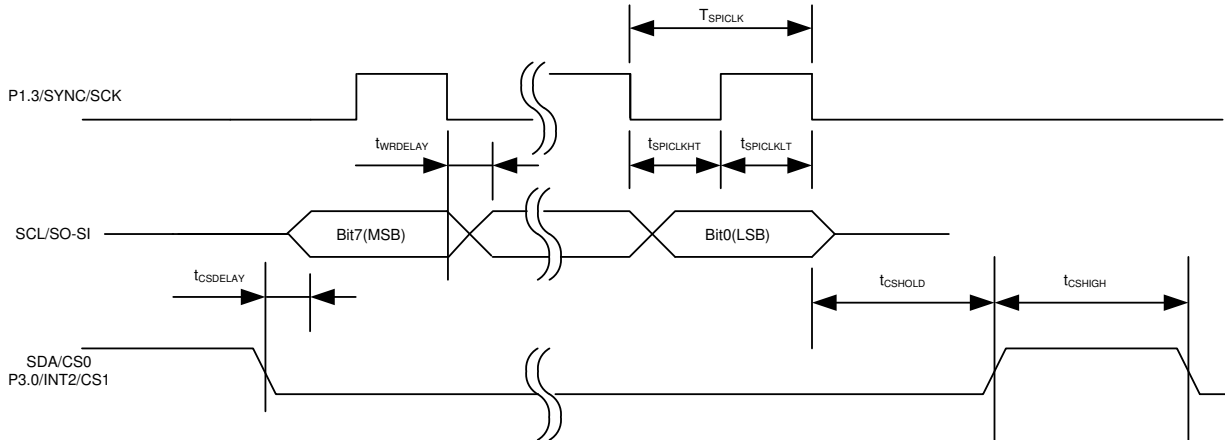 TSPICLK
P1.3/SYNC/SCK
tWRDELAY
tSPICLKHT
tSPICLKLT
SCL/SO-SI
Bit7(MSB)
Bit0(LSB)
tCSDELAY
tCSHOLD
tCSHIGH
SDA/CS0
P3.0/INT2/CS1